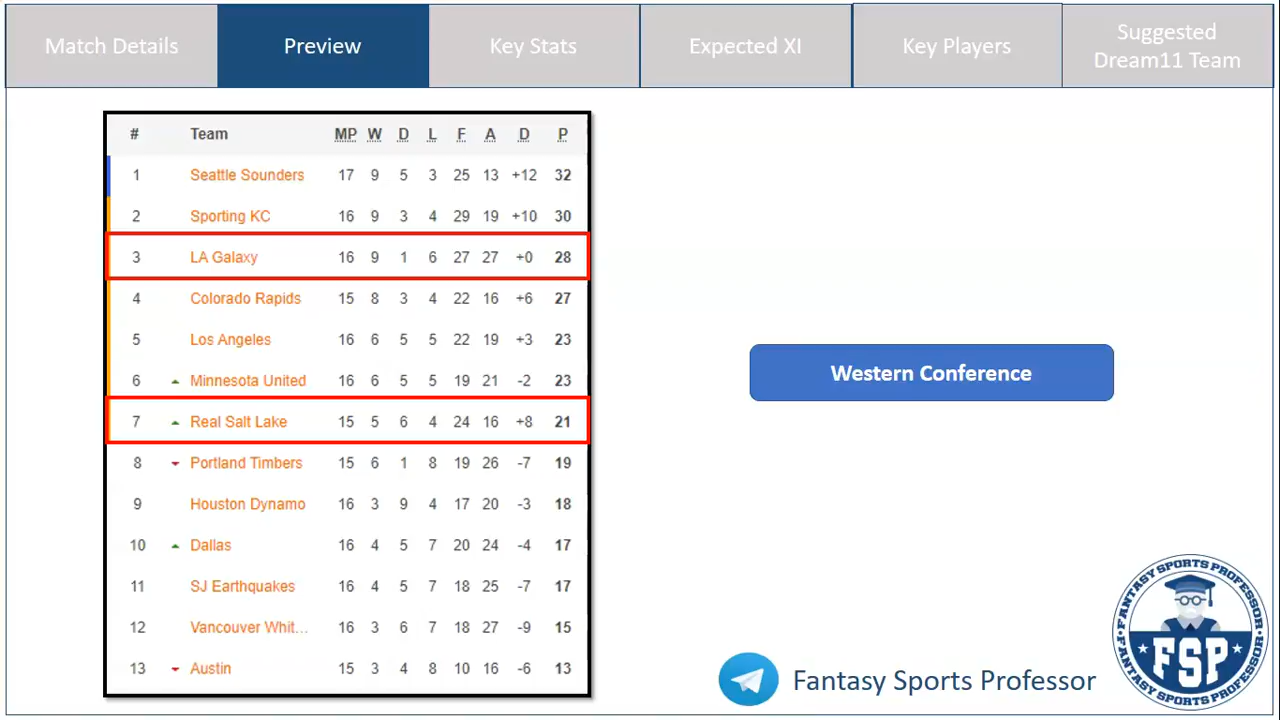 Match Details
Preview
Key Stats
Expected XI
Key Players
Suggested
Dream11 Team
# Team MP W D L F A D P
1 Seattle Sounders 17 9 5 3 25 13 +12 32
2 Sporting KC 16 9 3 4 29 19 +10 30
3 LA Galaxy 16 9 1 6 27 27 +0 28
4 Colorado Rapids 15 8 3 4 22 16 +6 27
5 Los Angeles 16 6 5 5 22 19 +3 23
6 Minnesota United 16 6 5 5 19 21 -2 23
7 Real Salt Lake 15 5 6 4 24 16 +8 21
8 Portland Timbers 15 6 1 8 19 26 -7 19
9 Houston Dynamo 16 3 9 4 17 20 -3 18
10 Dallas 16 4 5 7 20 24 -4 17
11 SJ Earthquakes 16 4 5 7 18 25 -7 17
12 Vancouver Whit... 16 3 6 7 18 27 -9 15
13 Austin 15 3 4 8 10 16 -6 13
Western Conference
Fantasy Sports Professor
FANTASY SPORTS PROFESSOR
FANTASY SPORTS PROFESSOR
FSP